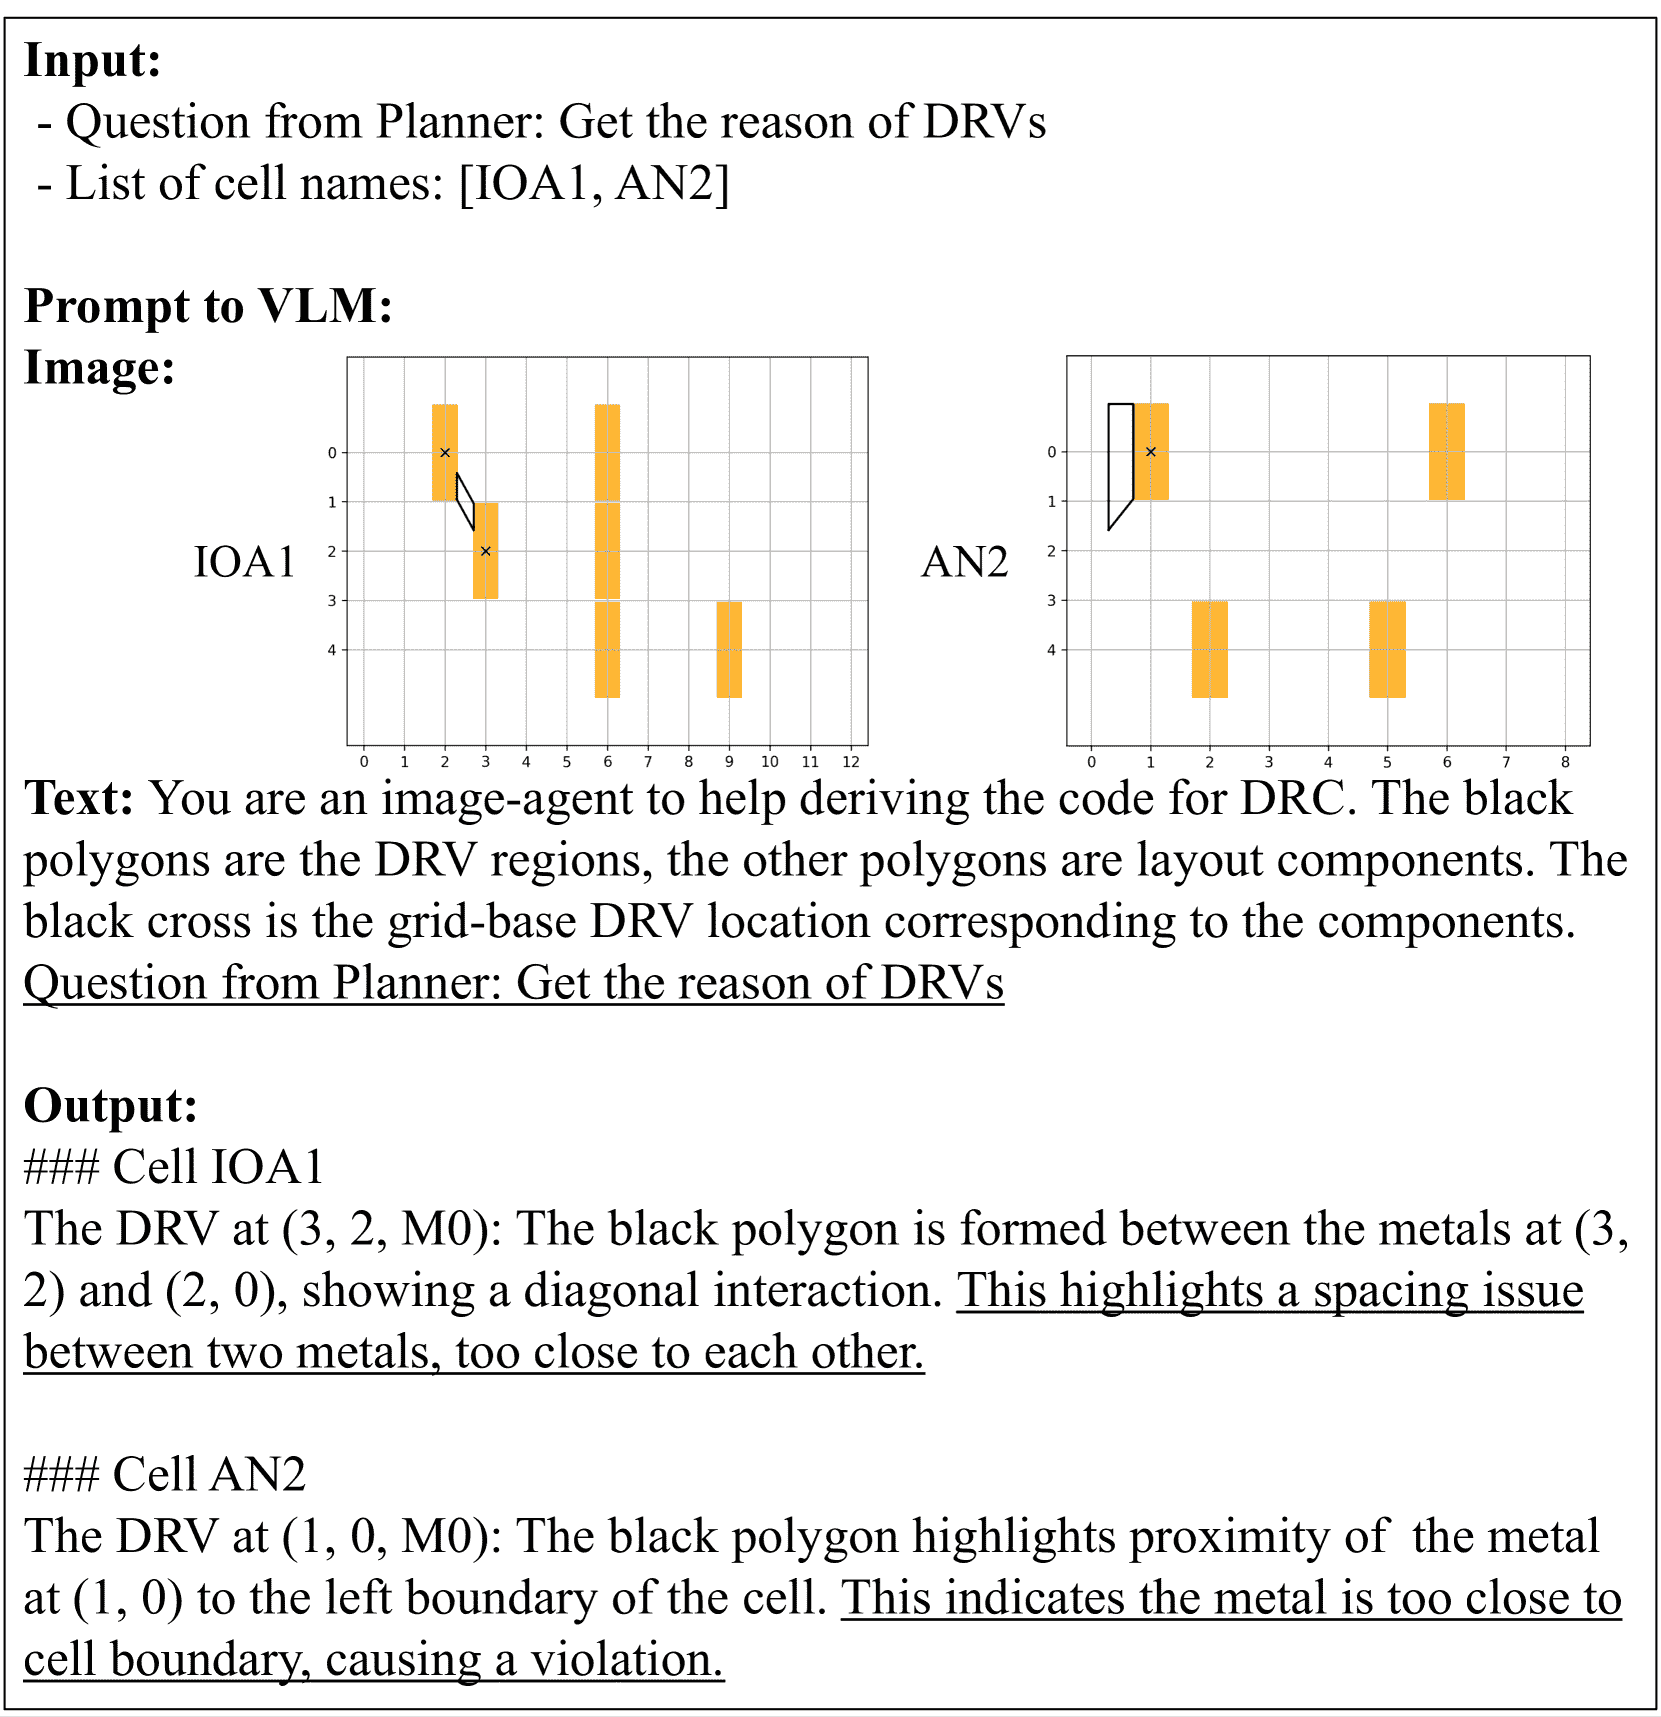 Input:
- Question from Planner: Get the reason of DRVs
- List of cell names: [IOA1, AN2]
Prompt to VLM:
Image:
IOA1
0
1
2
3
4
0 1 2 3 4 5 6 7 8 9 10 11 12
AN2
0
1
2
3
4
0 1 2 3 4 5 6 7 8
Text: You are an image-agent to help deriving the code for DRC. The black
polygons are the DRV regions, the other polygons are layout components. The
black cross is the grid-base DRV location corresponding to the components.
Question from Planner: Get the reason of DRVs
Output:
### Cell IOA1
The DRV at (3, 2, M0): The black polygon is formed between the metals at (3,
2) and (2, 0), showing a diagonal interaction. This highlights a spacing issue
between two metals, too close to each other.
### Cell AN2
The DRV at (1, 0, M0): The black polygon highlights proximity of the metal
at (1, 0) to the left boundary of the cell. This indicates the metal is too close to
cell boundary, causing a violation.